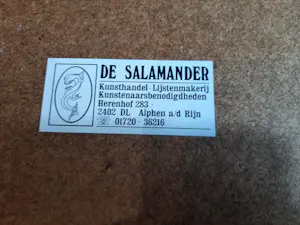 DE SALAMANDER
Kunsthandel - Lijstenmakerij
Kunstenaarsbenodigdheden
Herenhof 283 -
2402 DL Alphen a/d Rijn
☏ 01720 - 36216